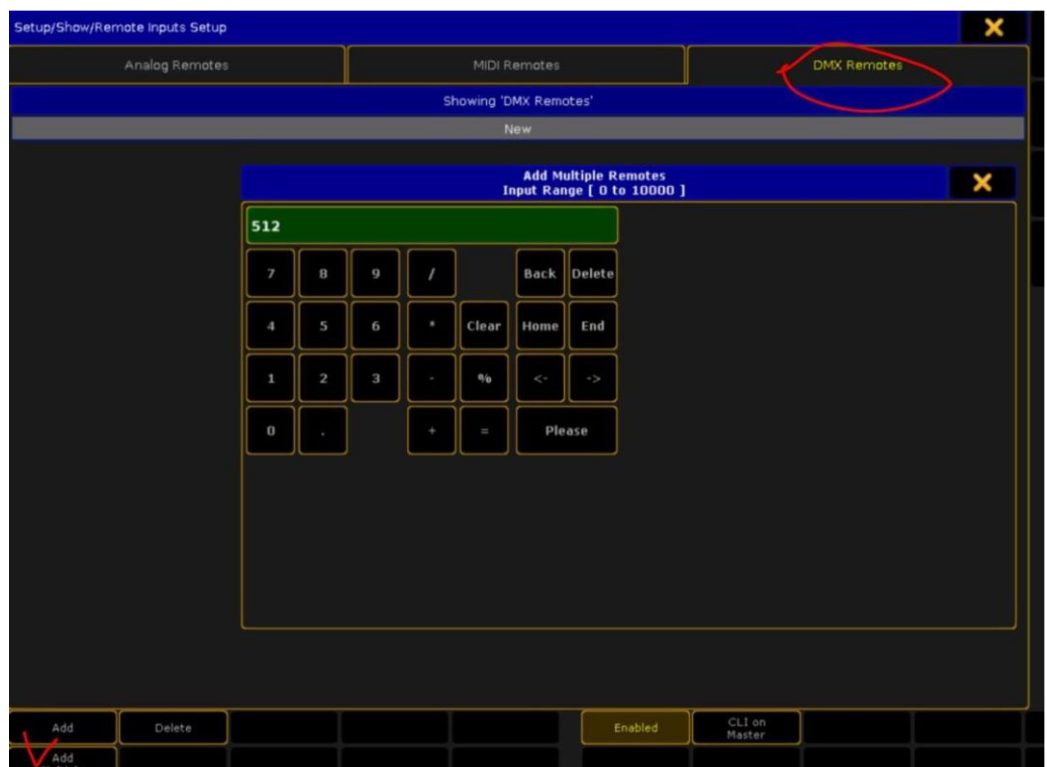 Setup/Show/Remote Inputs Setup
Analog Remotes
MIDI Remotes
DMX Remotes
Showing 'DMX Remotes'
New
Add Multiple Remotes
Input Range [ 0 to 10000 ]
512
7 8 9 / Back Delete
4 5 6 * Clear Home End
1 2 3 - % <- ->
0 . + = Please
Add Delete Enabled CLI on
Master
Add